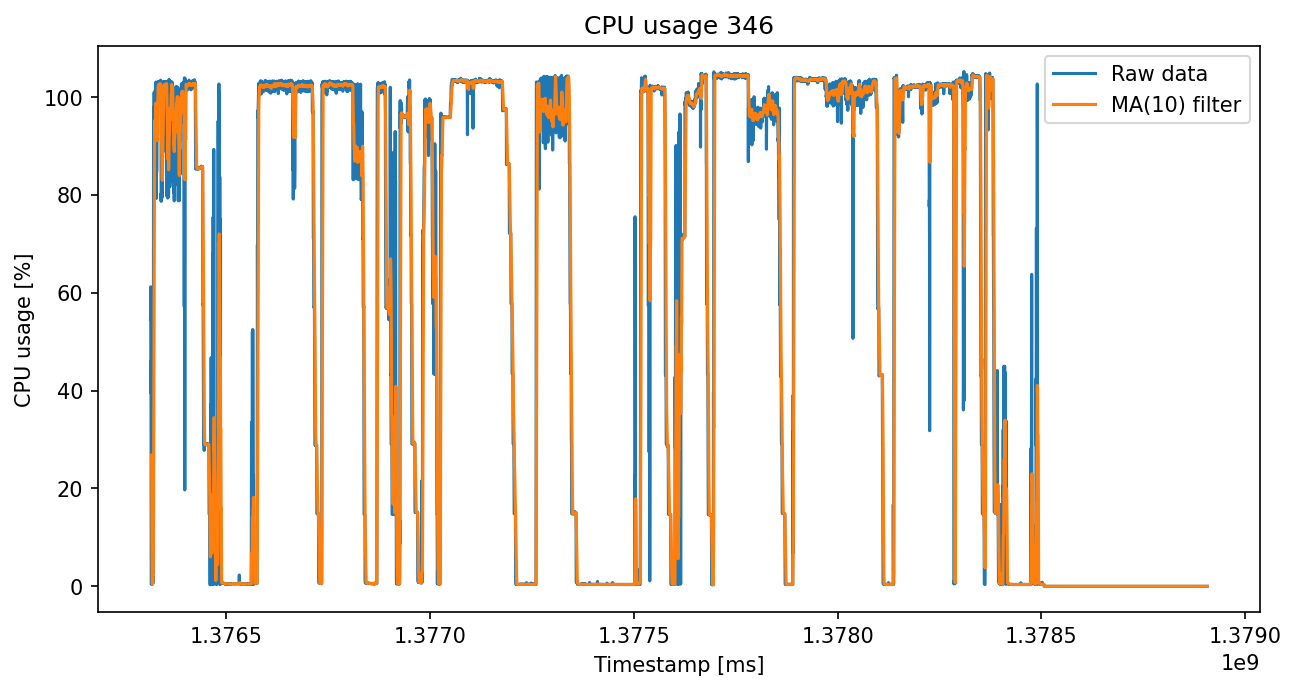 CPU usage 346
Raw data
MA(10) filter
CPU usage [%]
100
80
60
40
20
0
1.3765 1.3770 1.3775 1.3780 1.3785 1.3790
1e9
Timestamp [ms]